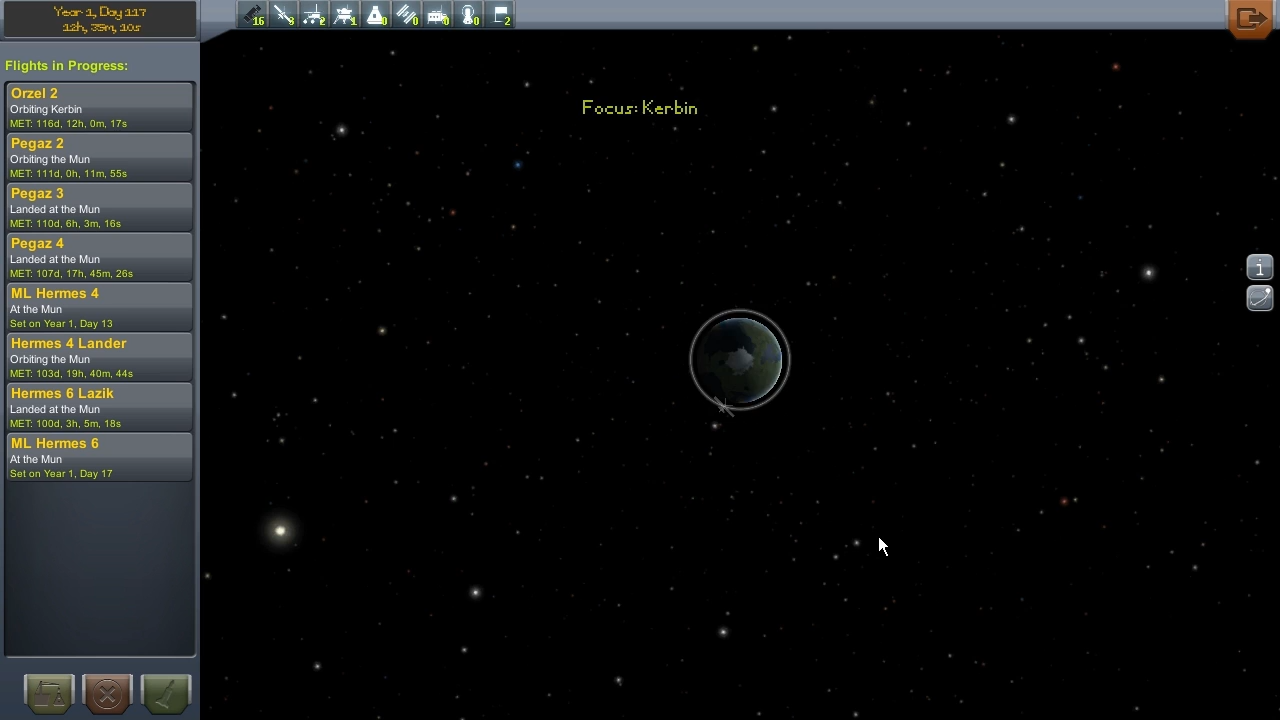 Year 1, Day 117
12h, 35m, 10s
16 3 2 1 0 0 0 0 2
Flights in Progress:
Orzel 2
Orbiting Kerbin
MET: 116d, 12h, 0m, 17s
Pegaz 2
Orbiting the Mun
MET: 111d, 0h, 11m, 55s
Pegaz 3
Landed at the Mun
MET: 110d, 6h, 3m, 16s
Pegaz 4
Landed at the Mun
MET: 107d, 17h, 45m, 26s
ML Hermes 4
At the Mun
Set on Year 1, Day 13
Hermes 4 Lander
Orbiting the Mun
MET: 103d, 19h, 40m, 44s
Hermes 6 Lazik
Landed at the Mun
MET: 100d, 3h, 5m, 18s
ML Hermes 6
At the Mun
Set on Year 1, Day 17
Focus: Kerbin
i